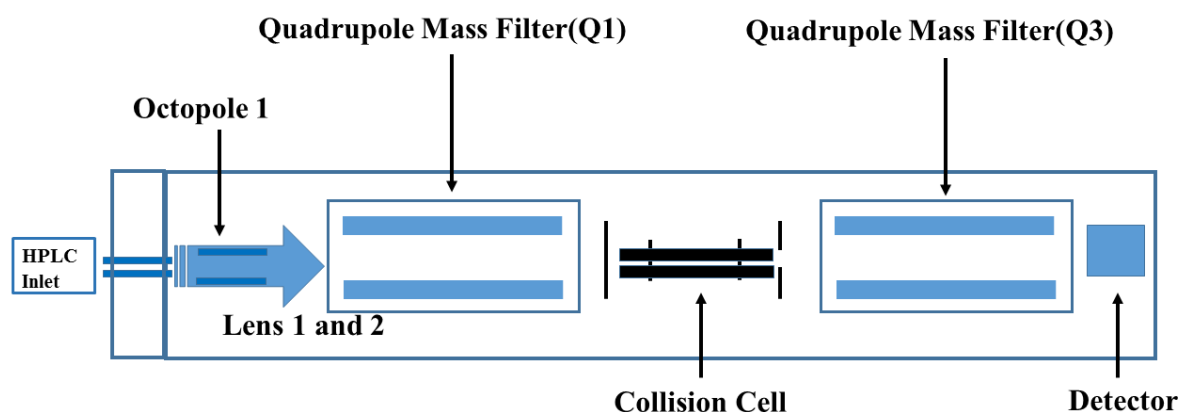 Quadrupole Mass Filter(Q1)
Quadrupole Mass Filter(Q3)
Octopole 1
HPLC
Inlet
Lens 1 and 2
Collision Cell
Detector